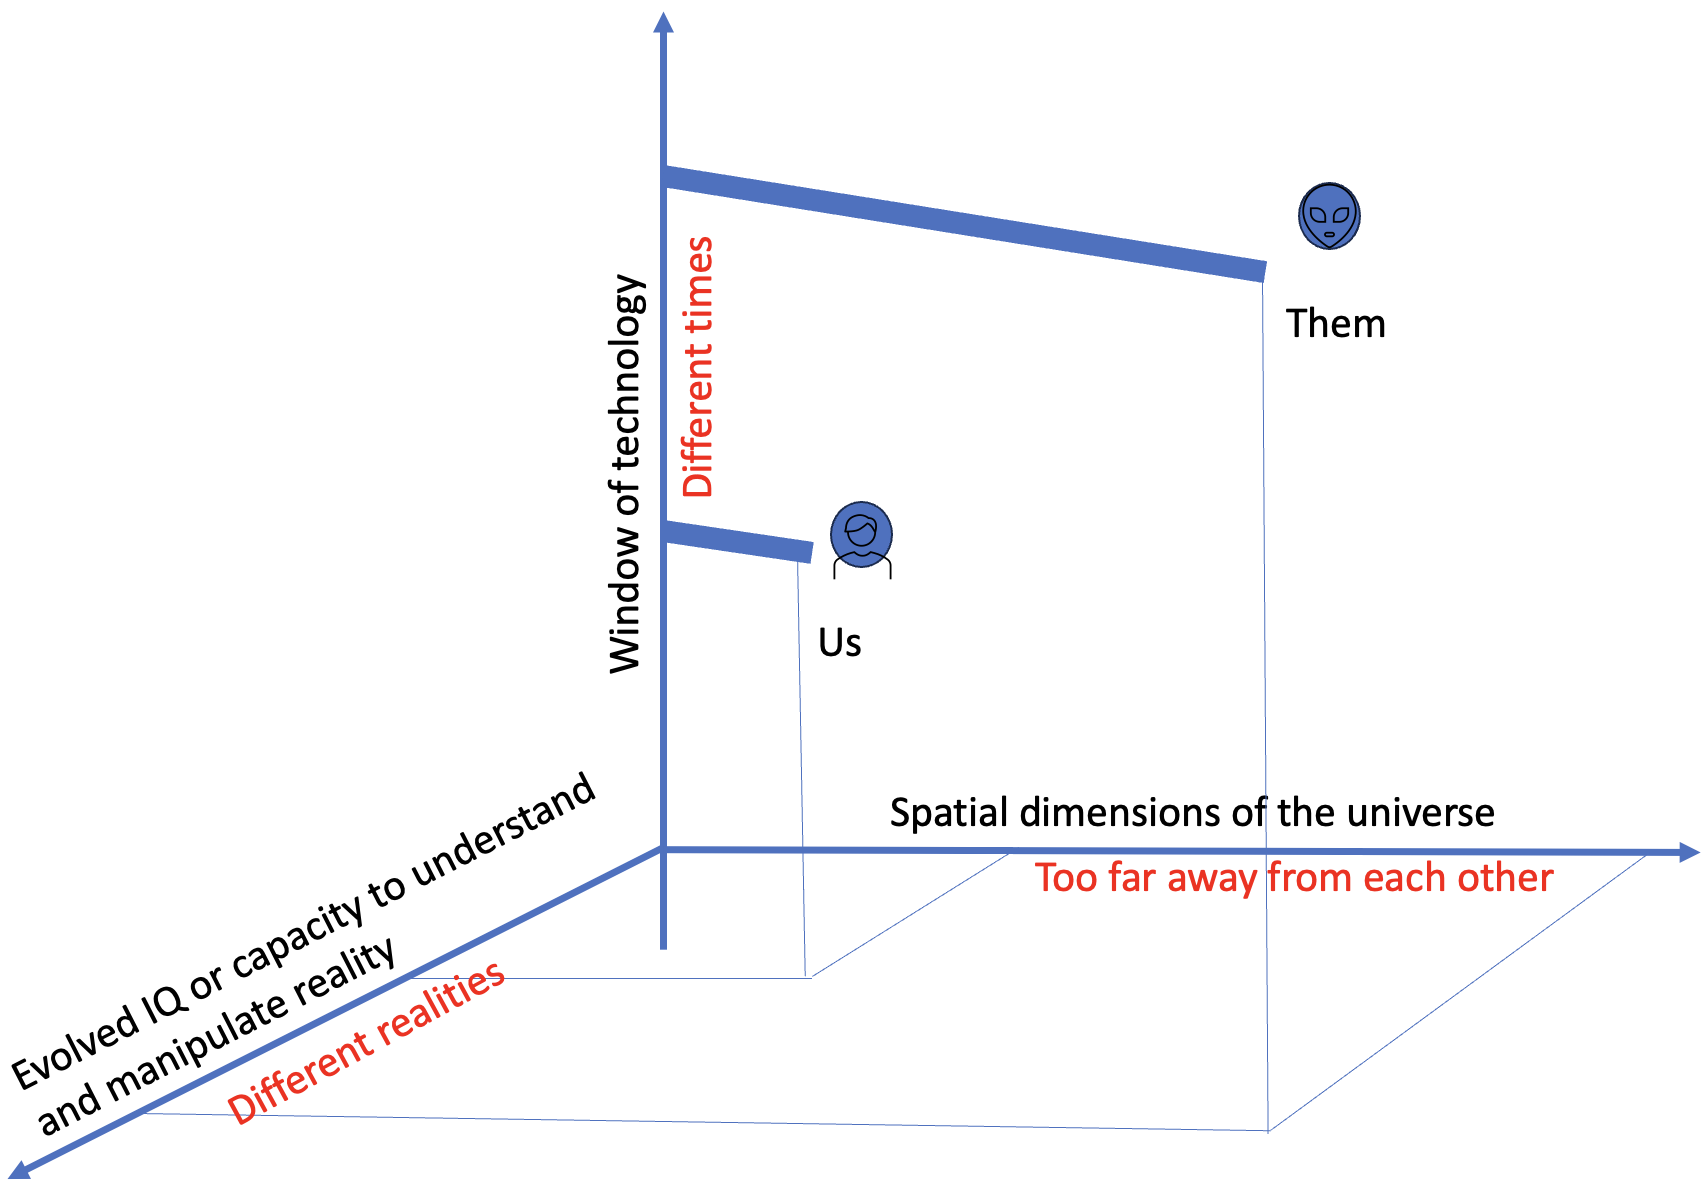 Window of technology
Different times
Them
Us
Spatial dimensions of the universe
Too far away from each other
Evolved IQ or capacity to understand
and manipulate reality
Different realities